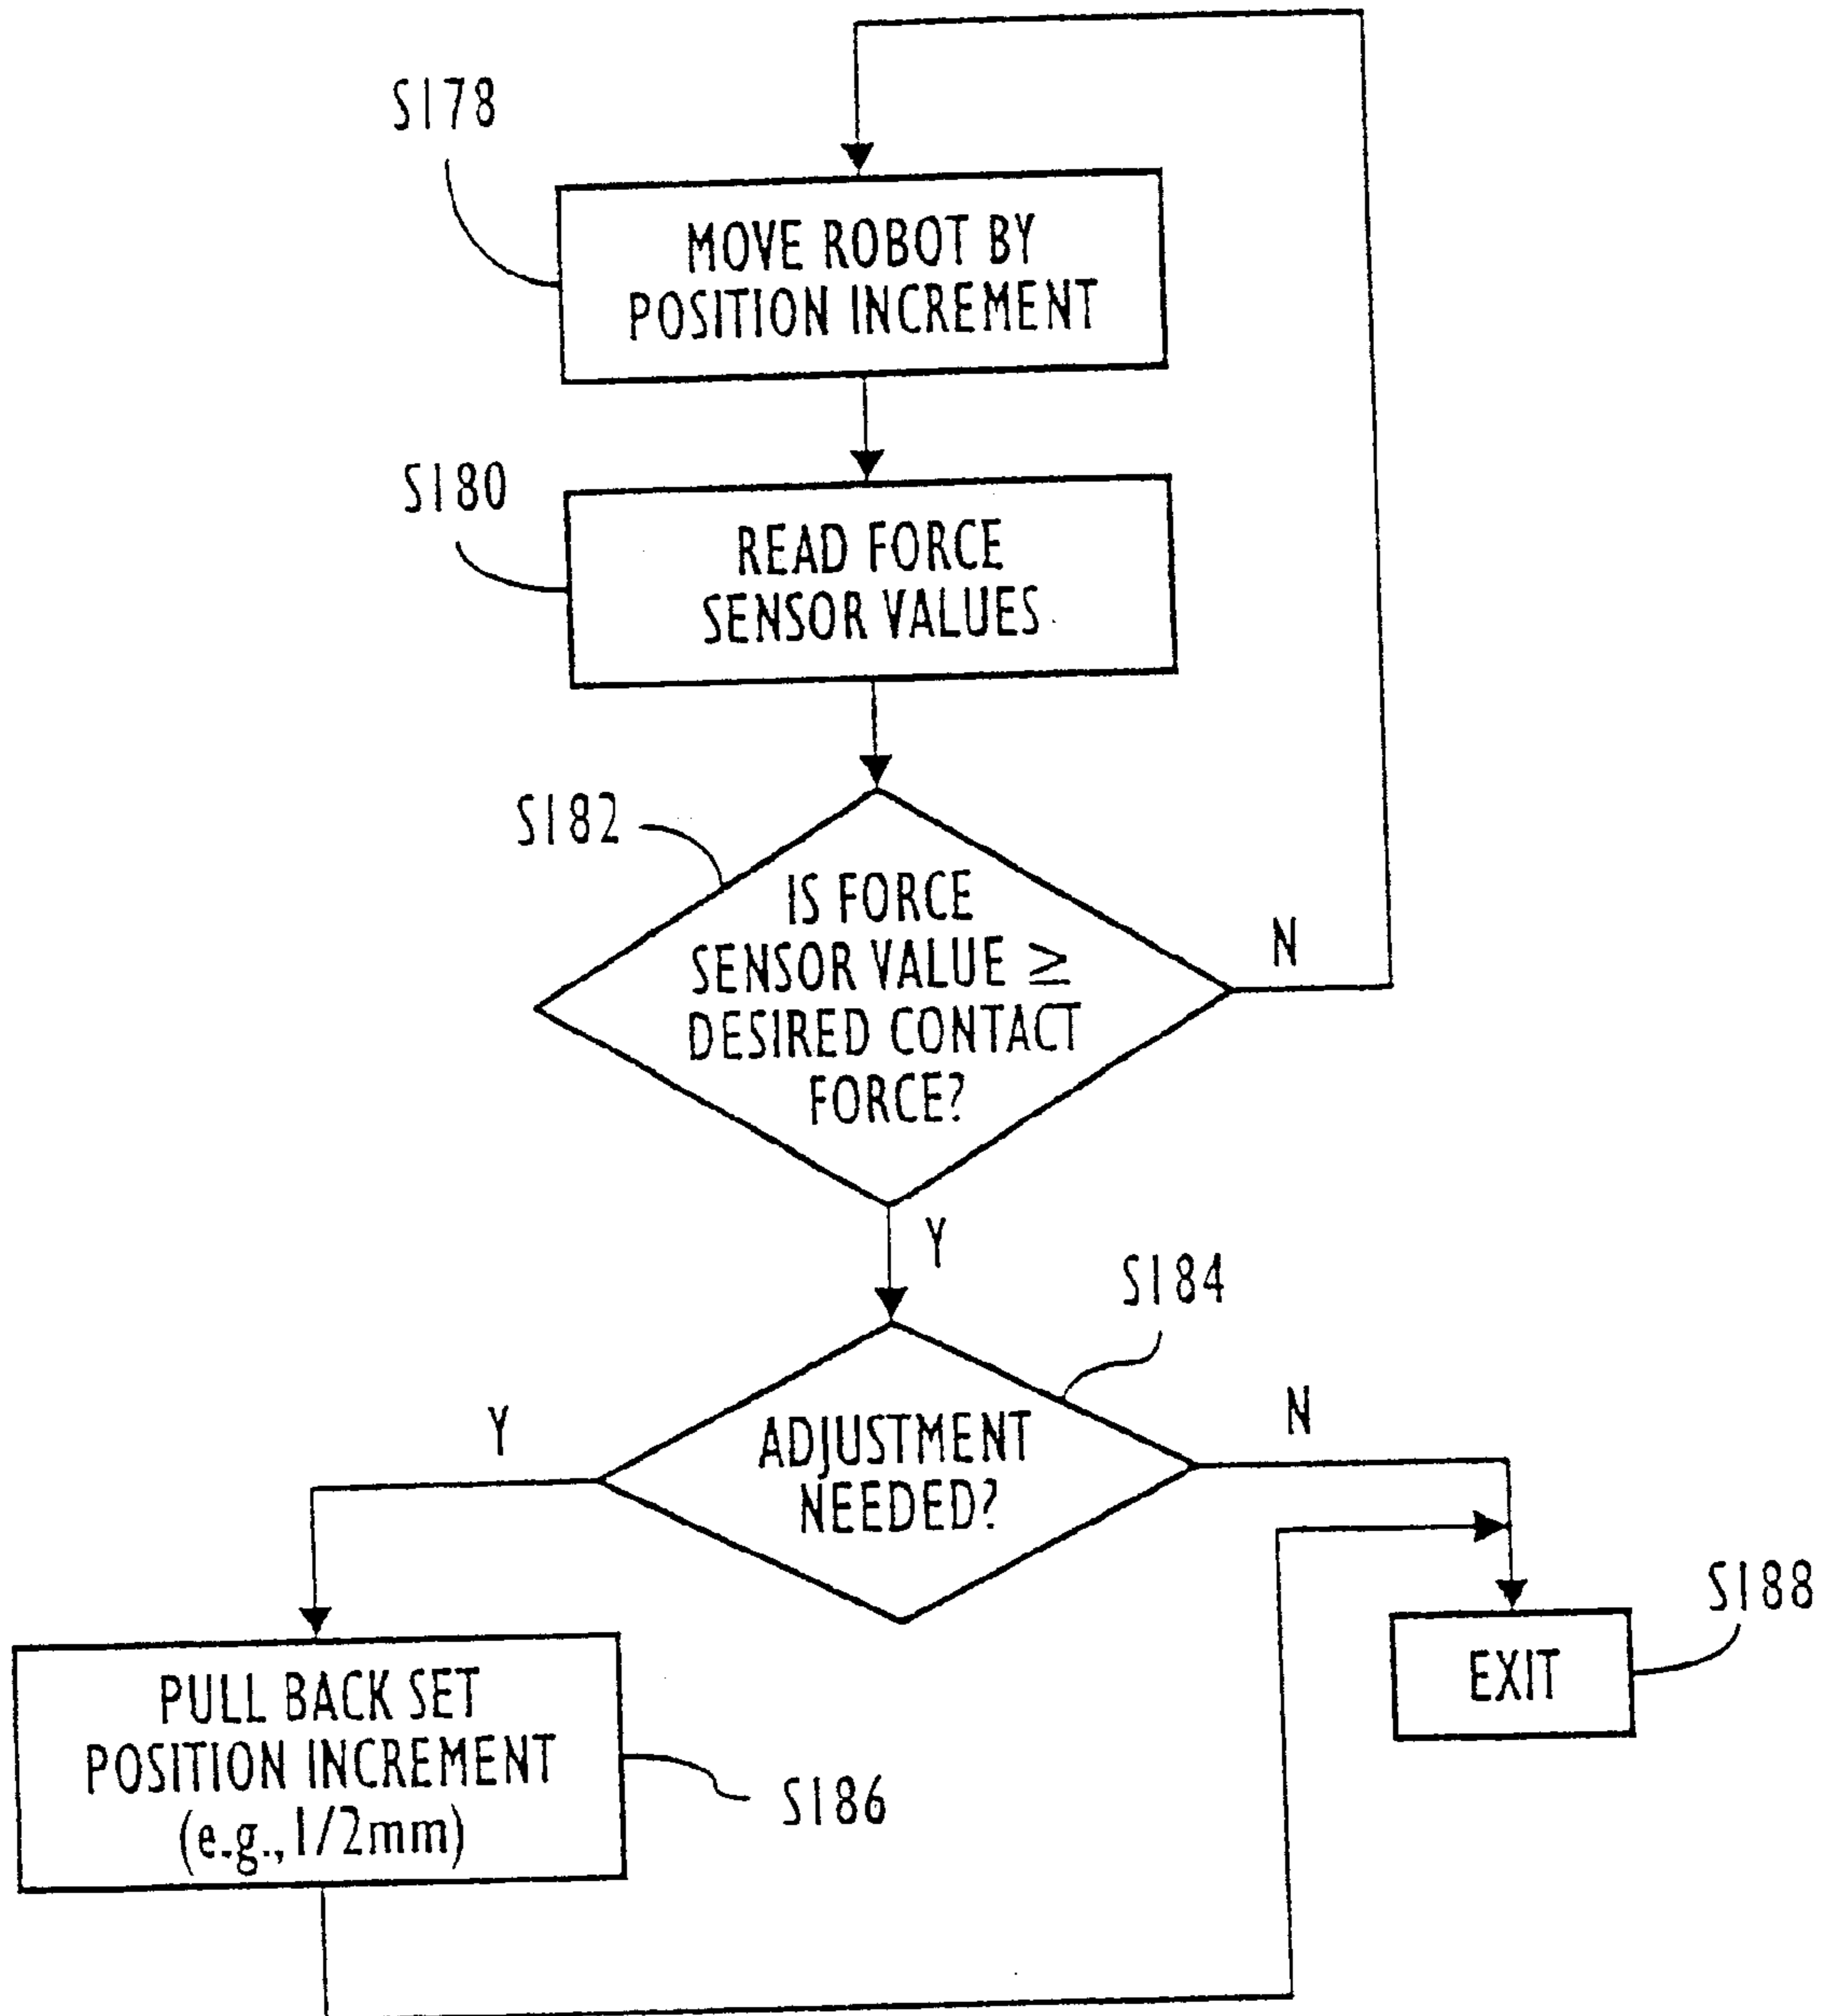 S178
MOVE ROBOT BY
POSITION INCREMENT
S180
READ FORCE
SENSOR VALUES
S182
IS FORCE
SENSOR VALUE ≧
DESIRED CONTACT
FORCE?
N
Y
S184
ADJUSTMENT
NEEDED?
Y
N
PULL BACK SET
POSITION INCREMENT
(e.g., 1/2mm)
S186
EXIT
S188